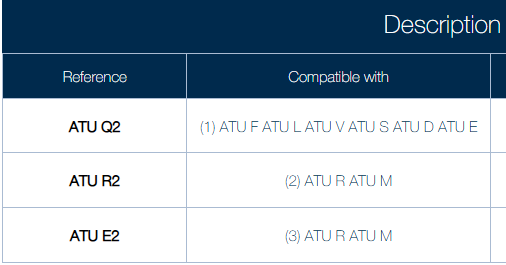 Description
Reference Compatible with
ATU Q2 (1) ATU F ATU L ATU V ATU S ATU D ATU E
ATU R2 (2) ATU R ATU M
ATU E2 (3) ATU R ATU M